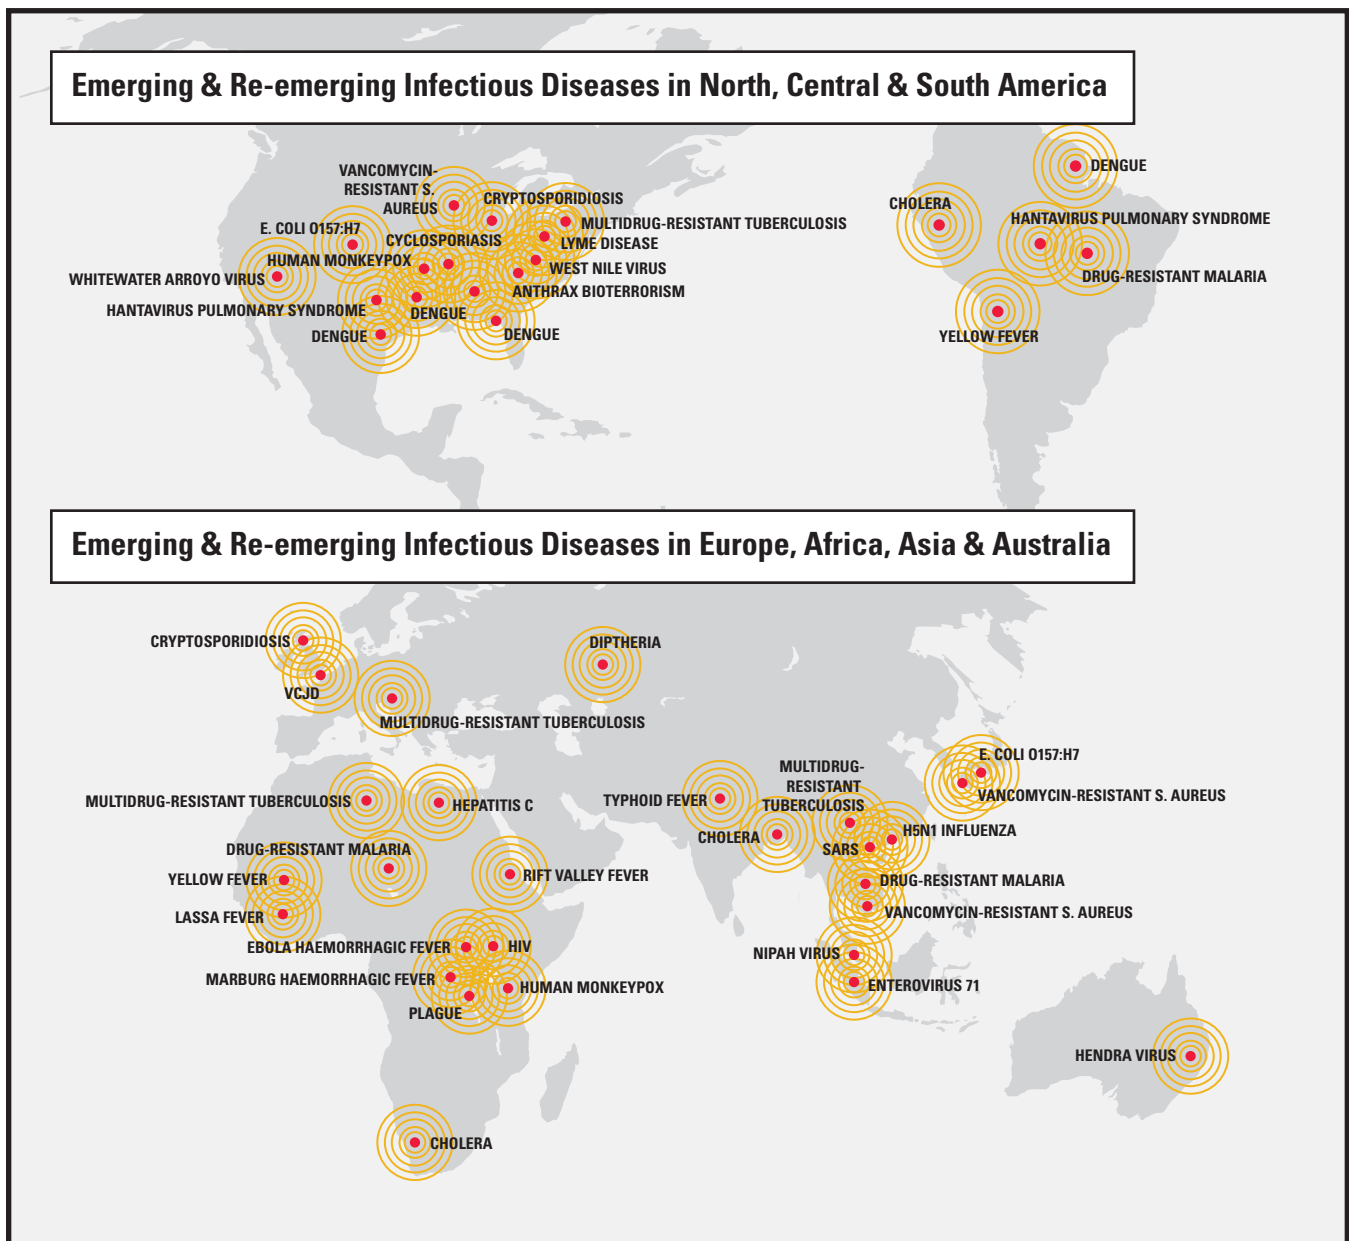 Emerging & Re-emerging Infectious Diseases in North, Central & South America
VANCOMYCIN-
RESISTANT S.
AUREUS
CRYPTOSPORIDIOSIS
MULTIDRUG-RESISTANT TUBERCULOSIS
E. COLI O157:H7
CYCLOSPORIASIS
LYME DISEASE
HUMAN MONKEYPOX
WEST NILE VIRUS
WHITEWATER ARROYO VIRUS
ANTHRAX BIOTERRORISM
HANTAVIRUS PULMONARY SYNDROME
DENGUE
DENGUE
DENGUE
DENGUE
CHOLERA
HANTAVIRUS PULMONARY SYNDROME
DRUG-RESISTANT MALARIA
YELLOW FEVER
Emerging & Re-emerging Infectious Diseases in Europe, Africa, Asia & Australia
CRYPTOSPORIDIOSIS
VCJD
DIPTHERIA
MULTIDRUG-RESISTANT TUBERCULOSIS
MULTIDRUG-RESISTANT TUBERCULOSIS
HEPATITIS C
DRUG-RESISTANT MALARIA
YELLOW FEVER
RIFT VALLEY FEVER
LASSA FEVER
EBOLA HAEMORRHAGIC FEVER
HIV
MARBURG HAEMORRHAGIC FEVER
HUMAN MONKEYPOX
PLAGUE
CHOLERA
TYPHOID FEVER
MULTIDRUG-
RESISTANT
TUBERCULOSIS
CHOLERA
E. COLI O157:H7
VANCOMYCIN-RESISTANT S. AUREUS
H5N1 INFLUENZA
SARS
DRUG-RESISTANT MALARIA
VANCOMYCIN-RESISTANT S. AUREUS
NIPAH VIRUS
ENTEROVIRUS 71
HENDRA VIRUS